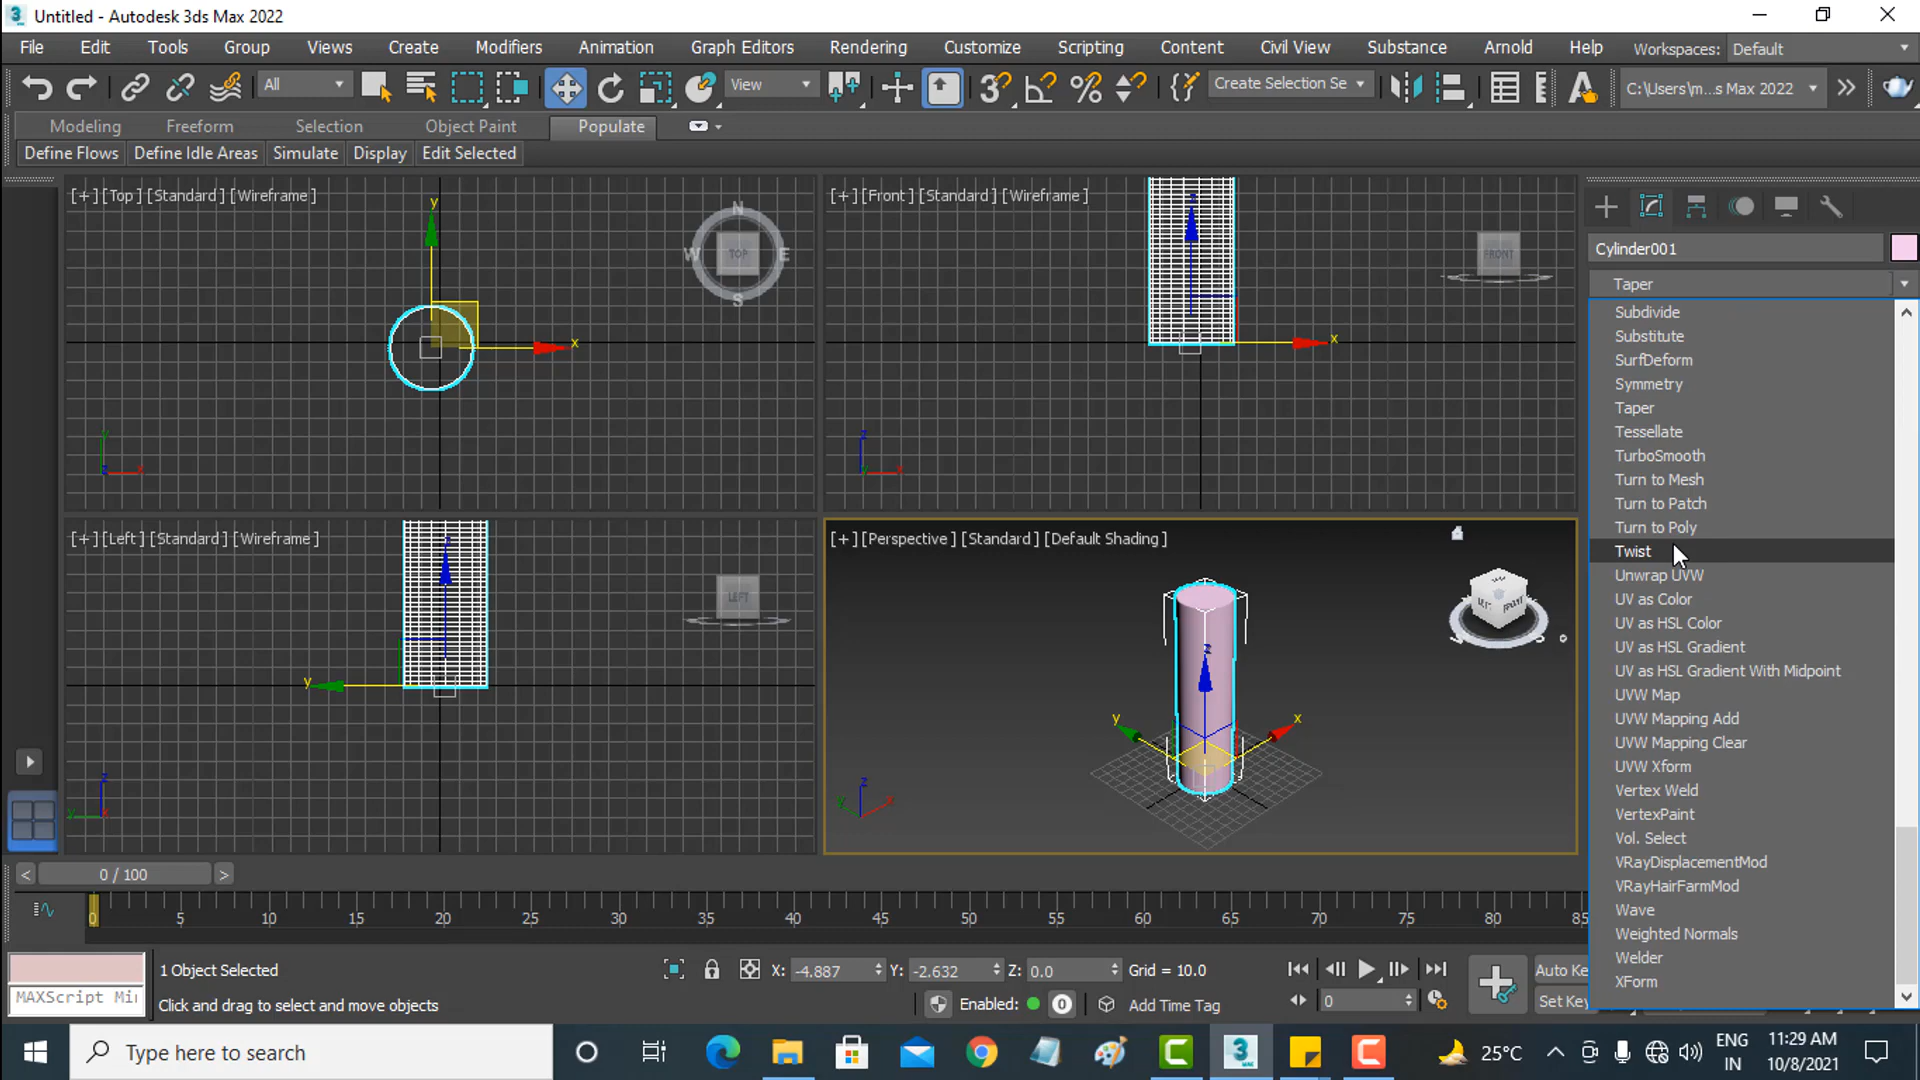 Untitled - Autodesk 3ds Max 2022
File Edit Tools Group Views Create Modifiers Animation Graph Editors Rendering Customize Scripting Content Civil View Substance Arnold Help Workspaces: Default
All View Create Selection Se C:\Users\m...s Max 2022
Modeling Freeform Selection Object Paint Populate
Define Flows Define Idle Areas Simulate Display Edit Selected
[+] [Top] [Standard] [Wireframe]
y
x
N
W TOP E
S
y
z x
[+] [Front] [Standard] [Wireframe]
z
x
FRONT
z
x
[+] [Left] [Standard] [Wireframe]
z
y
LEFT
z
y x
[+] [Perspective] [Standard] [Default Shading]
z
y
x
LEFT FRONT
z
y x
Cylinder001
Taper
Subdivide
Substitute
SurfDeform
Symmetry
Taper
Tessellate
TurboSmooth
Turn to Mesh
Turn to Patch
Turn to Poly
Twist
Unwrap UVW
UV as Color
UV as HSL Color
UV as HSL Gradient
UV as HSL Gradient With Midpoint
UVW Map
UVW Mapping Add
UVW Mapping Clear
UVW Xform
Vertex Weld
VertexPaint
Vol. Select
VRayDisplacementMod
VRayHairFarmMod
Wave
Weighted Normals
Welder
XForm
< 0 / 100 >
0 5 10 15 20 25 30 35 40 45 50 55 60 65 70 75 80 85
1 Object Selected
X: -4.887 Y: -2.632 Z: 0.0 Grid = 10.0
Auto Ke
MAXScript Mi
Click and drag to select and move objects
Enabled: 0 Add Time Tag
0
Set Key
Type here to search
25°C
ENG
IN
11:29 AM
10/8/2021